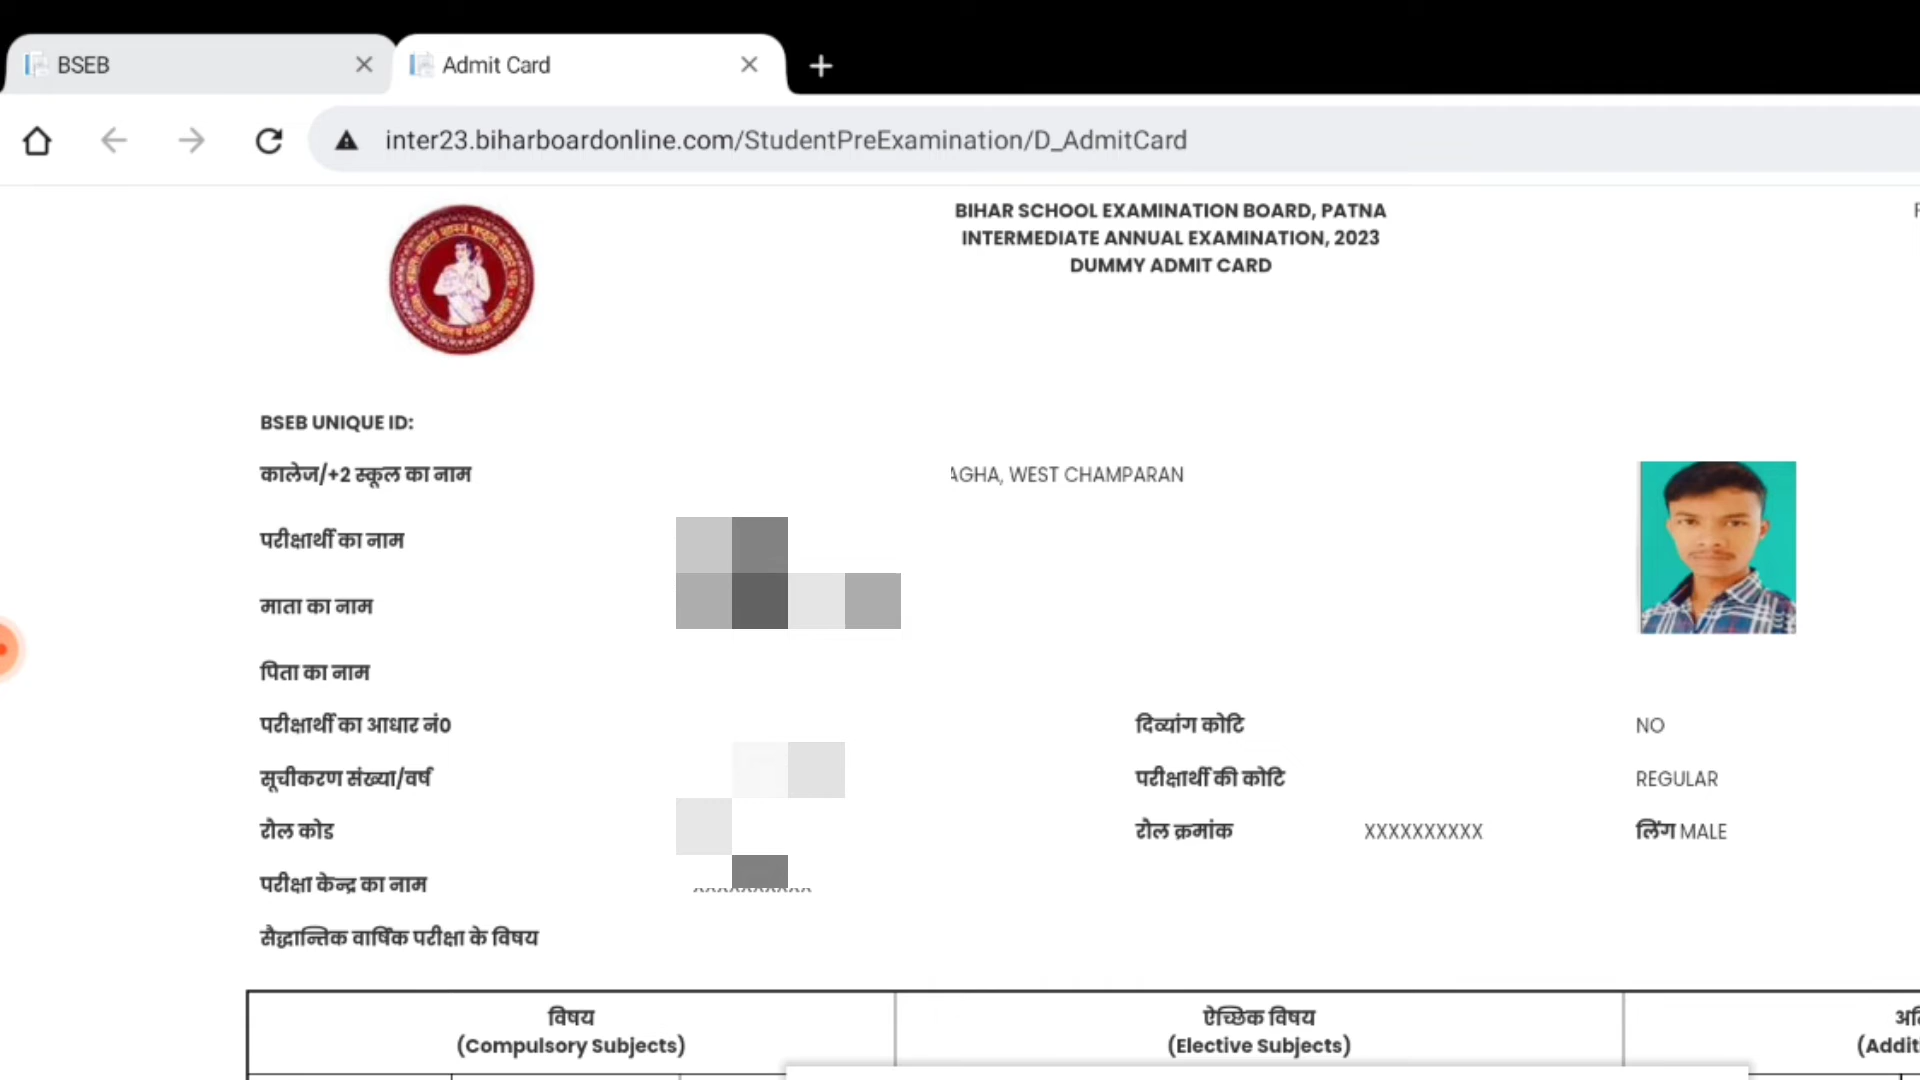 BSEB
Admit Card
inter23.biharboardonline.com/StudentPreExamination/D_AdmitCard
BIHAR SCHOOL EXAMINATION BOARD, PATNA
INTERMEDIATE ANNUAL EXAMINATION, 2023
DUMMY ADMIT CARD
BSEB UNIQUE ID:
कालेज/+2 स्कूल का नाम AGHA, WEST CHAMPARAN
परीक्षार्थी का नाम
माता का नाम
पिता का नाम
परीक्षार्थी का आधार नं0 दिव्यांग कोटि NO
सूचीकरण संख्या/वर्ष परीक्षार्थी की कोटि REGULAR
रौल कोड रौल क्रमांक XXXXXXXXXX लिंग MALE
परीक्षा केन्द्र का नाम
सैद्धान्तिक वार्षिक परीक्षा के विषय
विषय ऐच्छिक विषय
(Compulsory Subjects) (Elective Subjects) (Addit